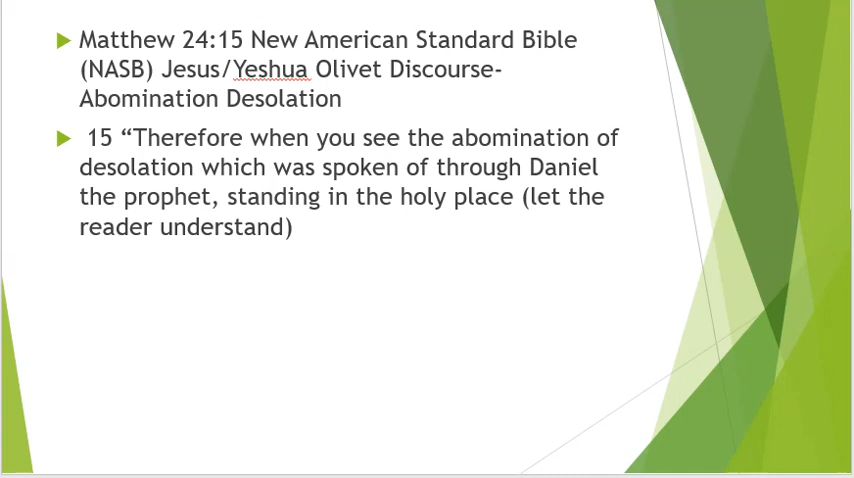 Matthew 24:15 New American Standard Bible
(NASB) Jesus/Yeshua Olivet Discourse-
Abomination Desolation
15 “Therefore when you see the abomination of
desolation which was spoken of through Daniel
the prophet, standing in the holy place (let the
reader understand)